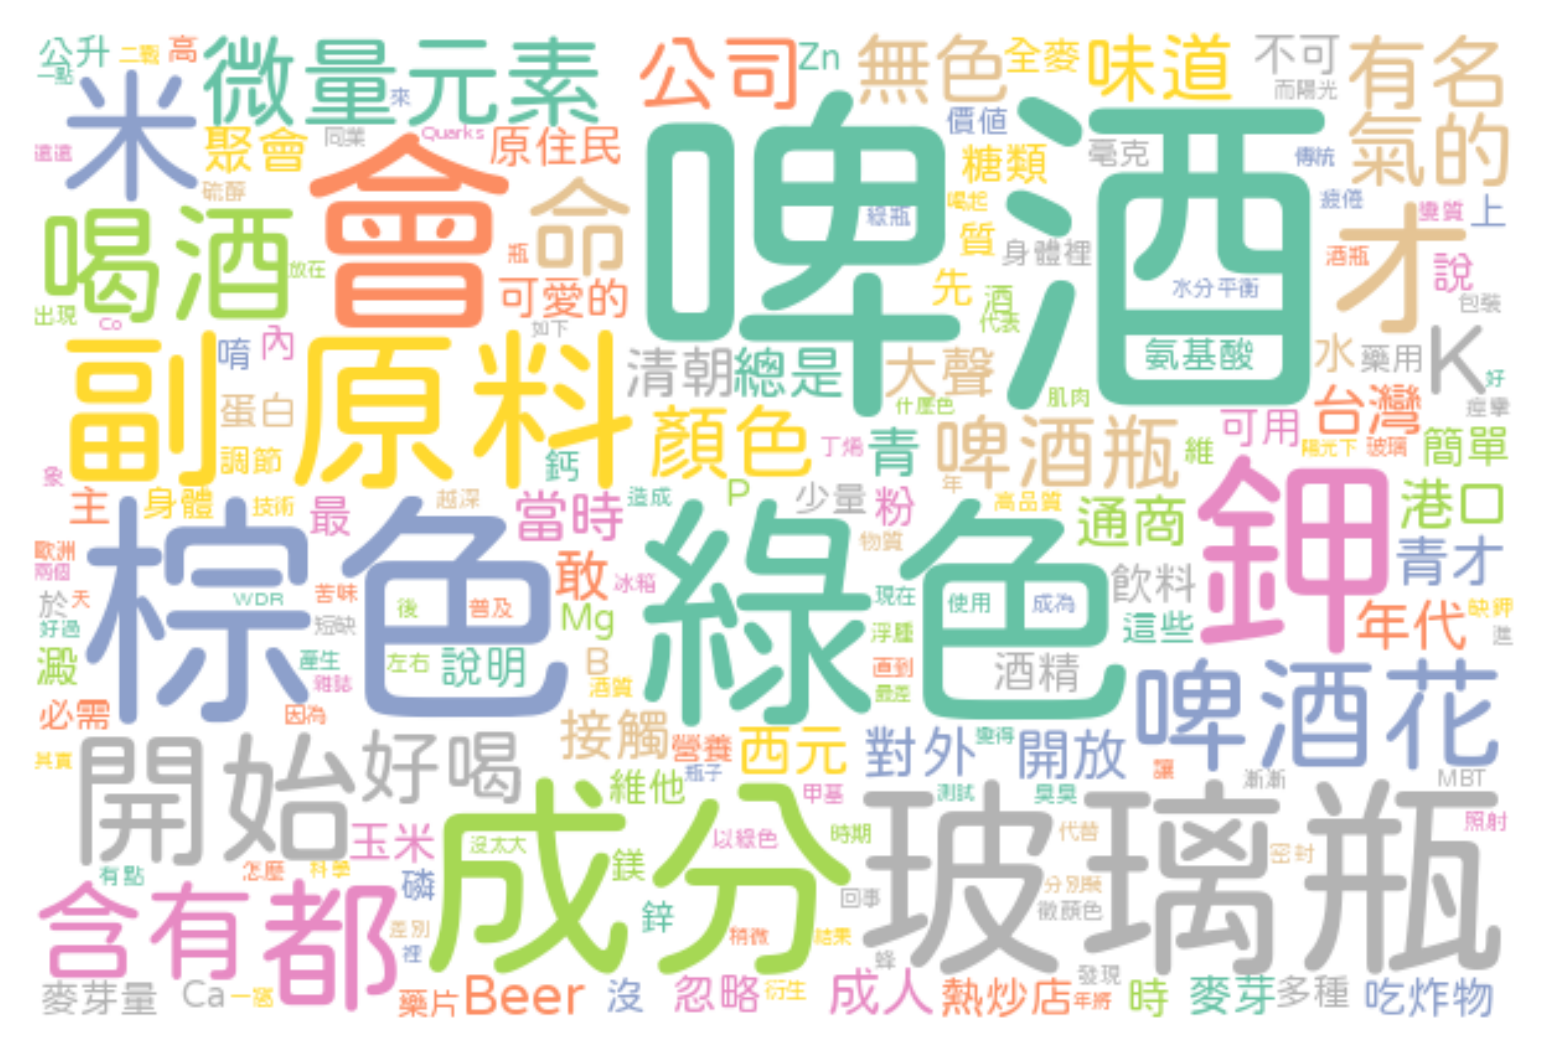 公升 二戰 高 微量元素 公司 Zn 無色 全麥 味道 不可 有名
一點 米 來 而陽光
遠遠 聚會 同業 Quarks 原住民 啤酒 價值 糖類 毫克 傳統 氣的
硫醇 會 命 綠瓶 喝起 疲倦 變質 上
喝酒 放在 瓶 可愛的 質 身體裡 酒瓶 才 說
出現 Co 如下 先 酒 代表 水分平衡 包裝
副原料 唷 內 清朝 總是 大聲 氨基酸 水 藥用 K 好
蛋白 顏色 什麼色 肌肉 可用 台灣 痙攣
調節 鈣 丁烯 青 啤酒瓶 維 陽光下 玻璃 簡單
象 主 身體 技術 最 越深 當時 造成 P 少量 粉 年 高品質 通商 鉀 港口
歐洲 兩個 棕色 敢 冰箱 綠色 物質 飲料 青才
於 天 WDR 苦味 後 普及 Mg 現在 使用 成為 年代 缺鉀
好過 短缺 浮腫 這些 進
澱 產生 左右 說明 B 直到 酒精
雜誌 酒質 最差 啤酒花
必需 因為 接觸 營養 西元 對外 變得 開放
其實 開始 好喝 瓶子 讓 漸漸 MBT
維他 甲基 測試 臭臭
玉米 成分 沒太大 以綠色 時期 玻璃瓶 代替 照射
有點 怎麼 科學 鎂 密封
含有 都 磷 回事 分別裝
差別 鋅 稍微 結果 微顏色
裡 蜂
麥芽量 Ca 一窩 藥片 Beer 沒 忽略 衍生 成人 熱炒店 發現 年將 時 麥芽 多種 吃炸物